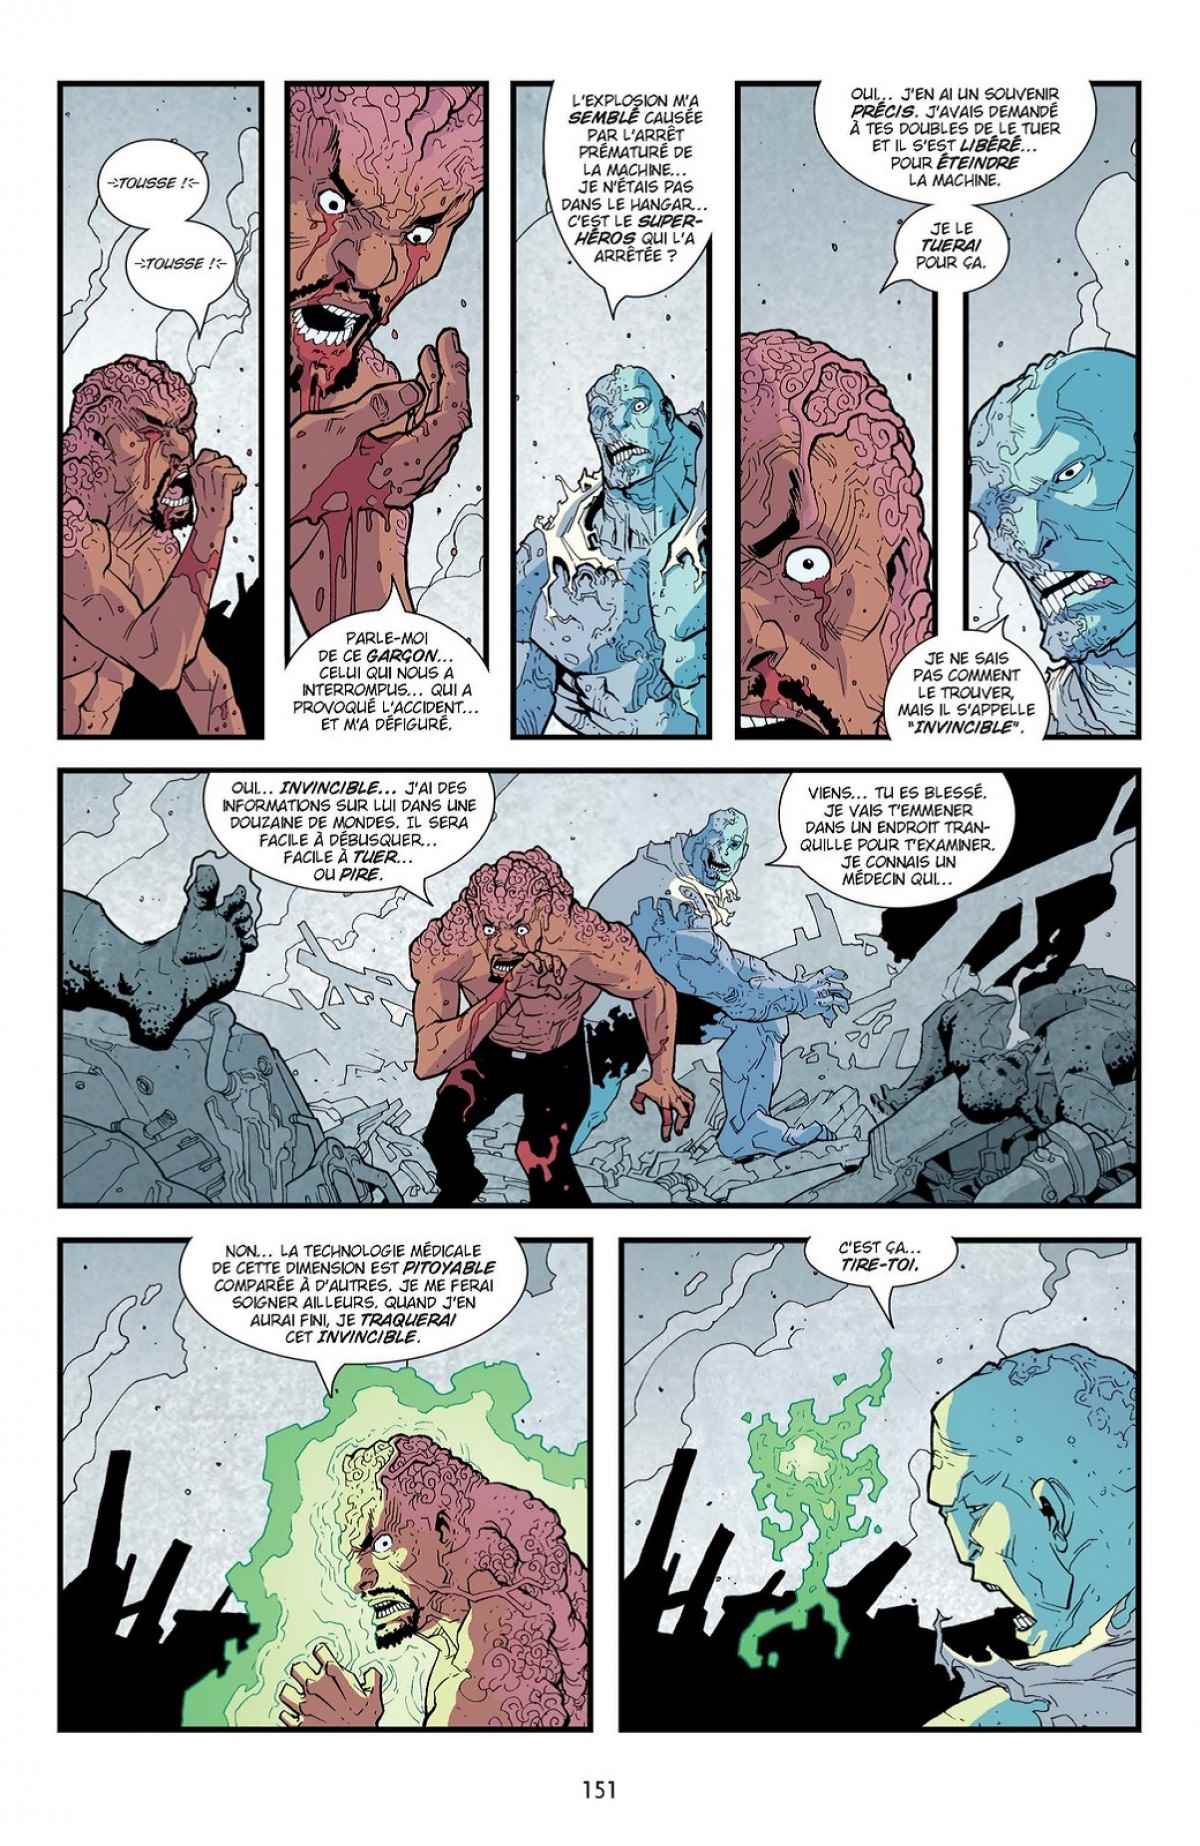 TOUSSE !
TOUSSE !
PARLE-MOI
DE CE GARÇON...
CELUI QUI NOUS A
INTERROMPUS... QUI A
PROVOQUÉ L'ACCIDENT...
ET M'A DÉFIGURÉ.
L'EXPLOSION M'A
SEMBLÉ CAUSÉE
PAR L'ARRÊT
PRÉMATURÉ DE
LA MACHINE...
JE N'ÉTAIS PAS
DANS LE HANGAR...
C'EST LE SUPER-
HÉROS QUI L'A
ARRÊTÉE ?
OUI... J'EN AI UN SOUVENIR
PRÉCIS. J'AVAIS DEMANDÉ
À TES DOUBLES DE LE TUER
ET IL S'EST LIBÉRÉ...
POUR ÉTEINDRE
LA MACHINE.
JE LE
TUERAI
POUR ÇA.
JE NE SAIS
PAS COMMENT
LE TROUVER,
MAIS IL S'APPELLE
"INVINCIBLE".
OUI... INVINCIBLE... J'AI DES
INFORMATIONS SUR LUI DANS UNE
DOUZAINE DE MONDES. IL SERA
FACILE À DÉBUSQUER...
FACILE À TUER...
OU PIRE.
VIENS... TU ES BLESSÉ.
JE VAIS T'EMMENER
DANS UN ENDROIT TRAN-
QUILLE POUR T'EXAMINER.
JE CONNAIS UN
MÉDECIN QUI...
NON... LA TECHNOLOGIE MÉDICALE
DE CETTE DIMENSION EST PITOYABLE
COMPARÉE À D'AUTRES. JE ME FERAI
SOIGNER AILLEURS. QUAND J'EN
AURAI FINI, JE TRAQUERAI
CET INVINCIBLE.
C'EST ÇA...
TIRE-TOI.
151